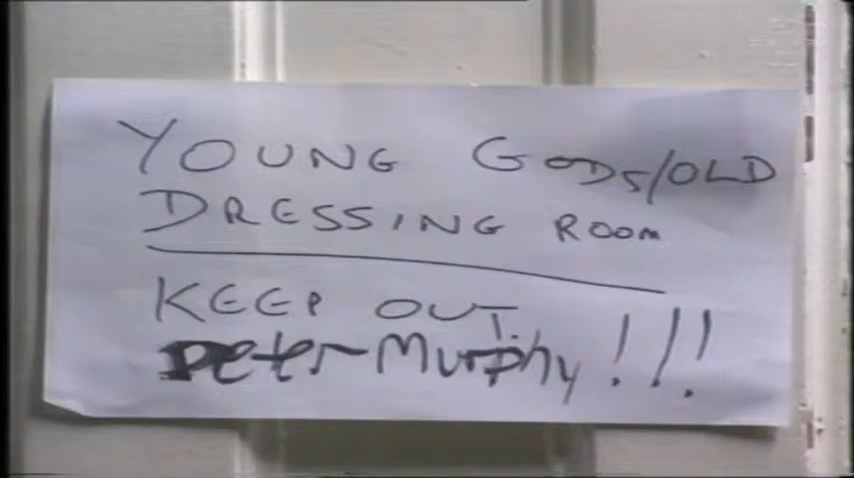 YOUNG GODS/OLD
DRESSING ROOM
KEEP OUT.
Peter Murphy!!!